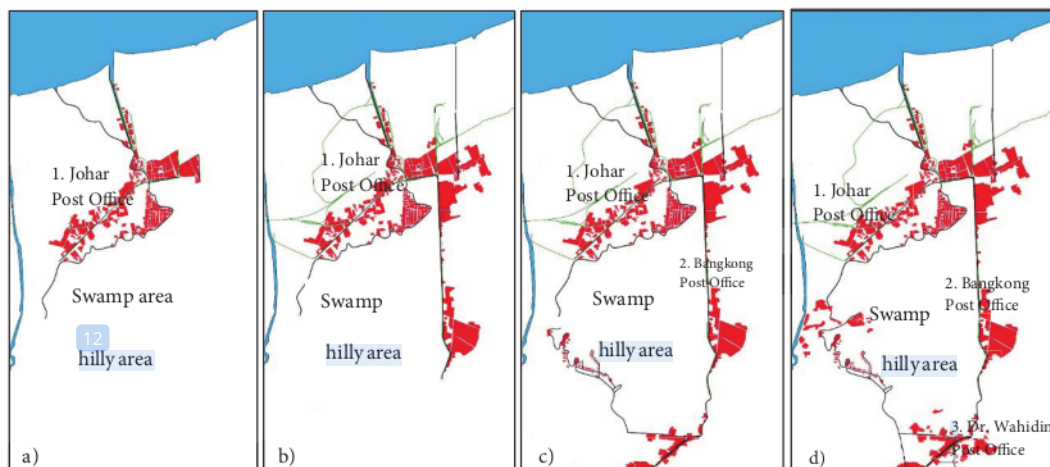 1. Johar
Post Office
Swamp area
12
hilly area
a)
1. Johar
Post Office
Swamp
hilly area
b)
1. Johar
Post Office
2. Bangkong
Post Office
Swamp
hilly area
c)
1. Johar
Post Office
2. Bangkong
Post Office
Swamp
hilly area
3. Dr. Wahidin
Post Office
d)